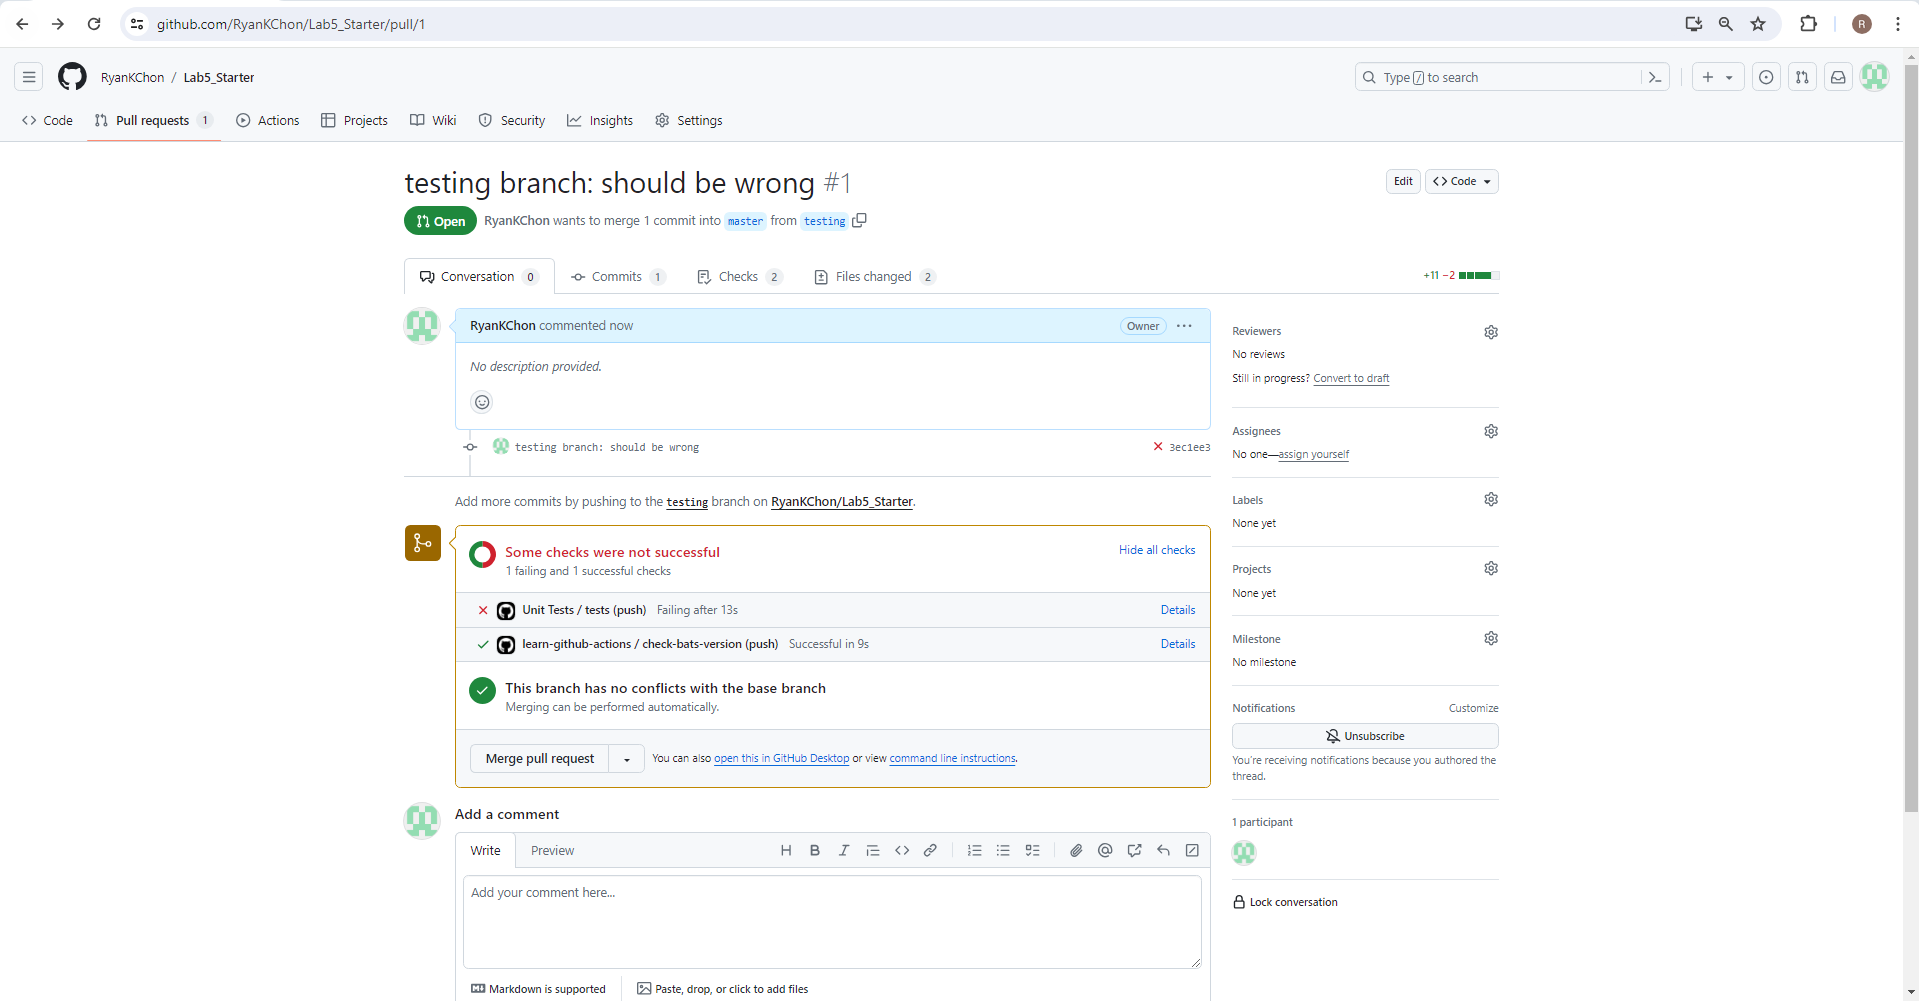 github.com/RyanKChon/Lab5_Starter/pull/1
R
RyanKChon / Lab5_Starter
Type / to search
Code
Pull requests 1
Actions
Projects
Wiki
Security
Insights
Settings
testing branch: should be wrong #1
Edit
Code
Open
RyanKChon wants to merge 1 commit into master from testing
Conversation 0
Commits 1
Checks 2
Files changed 2
+11 −2
RyanKChon commented now
Owner
No description provided.
testing branch: should be wrong
3ec1ee3
Add more commits by pushing to the testing branch on RyanKChon/Lab5_Starter.
Some checks were not successful
1 failing and 1 successful checks
Hide all checks
Unit Tests / tests (push) Failing after 13s
Details
learn-github-actions / check-bats-version (push) Successful in 9s
Details
This branch has no conflicts with the base branch
Merging can be performed automatically.
Merge pull request
You can also open this in GitHub Desktop or view command line instructions.
Add a comment
Write
Preview
Add your comment here...
Markdown is supported
Paste, drop, or click to add files
Reviewers
No reviews
Still in progress? Convert to draft
Assignees
No one—assign yourself
Labels
None yet
Projects
None yet
Milestone
No milestone
Notifications
Customize
Unsubscribe
You're receiving notifications because you authored the
thread.
1 participant
Lock conversation